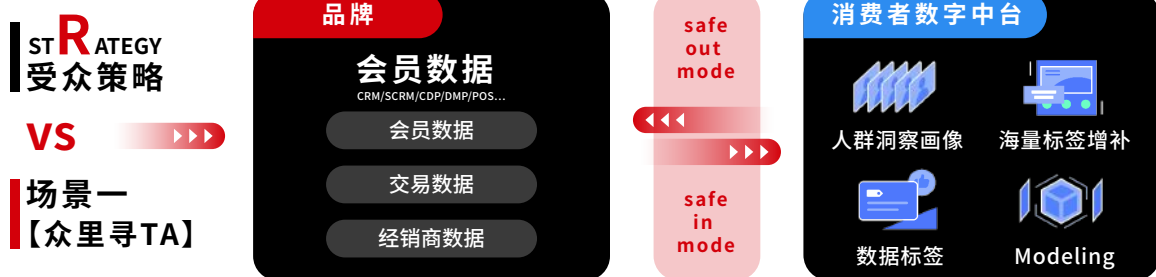 STRATEGY
受众策略
VS
场景一
【众里寻TA】
品牌
会员数据
CRM/SCRM/CDP/DMP/POS...
会员数据
交易数据
经销商数据
safe
out
mode
safe
in
mode
消费者数字中台
人群洞察画像
海量标签增补
数据标签
Modeling